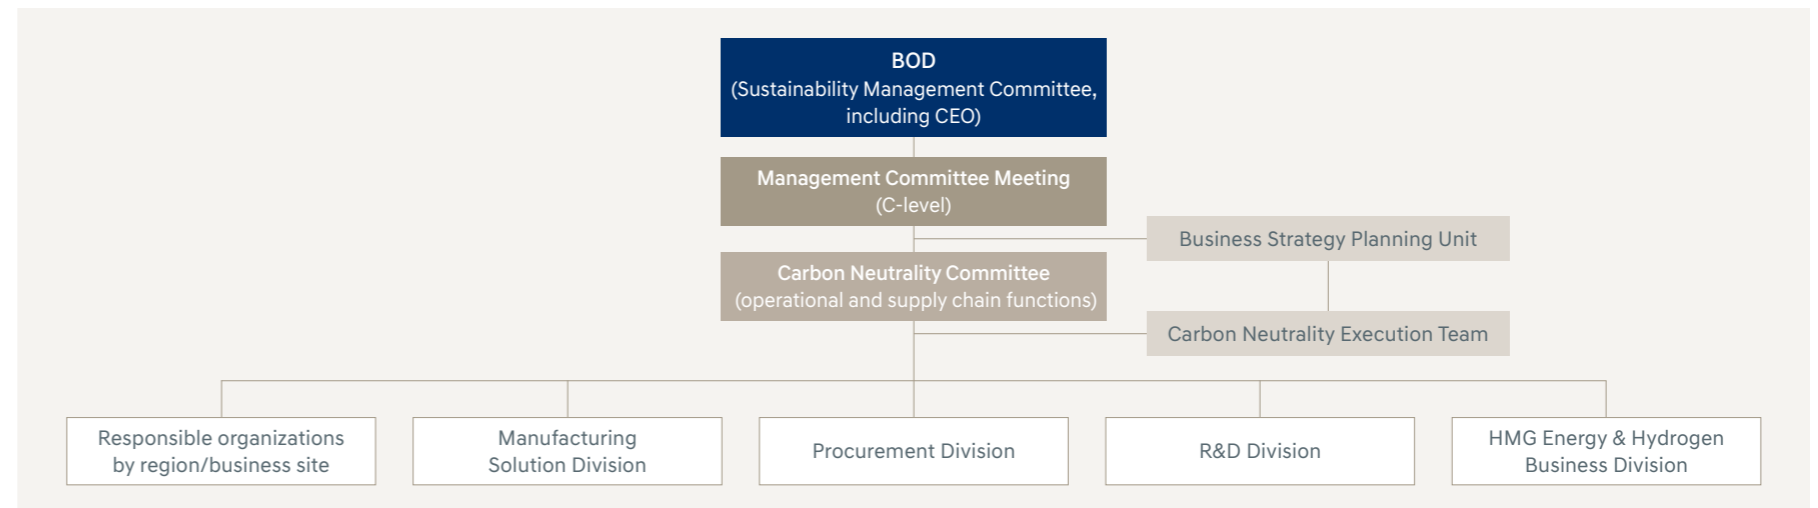 BOD
(Sustainability Management Committee,
including CEO)
Management Committee Meeting
(C-level)
Business Strategy Planning Unit
Carbon Neutrality Committee
(operational and supply chain functions)
Carbon Neutrality Execution Team
Responsible organizations
by region/business site
Manufacturing
Solution Division
Procurement Division
R&D Division
HMG Energy & Hydrogen
Business Division